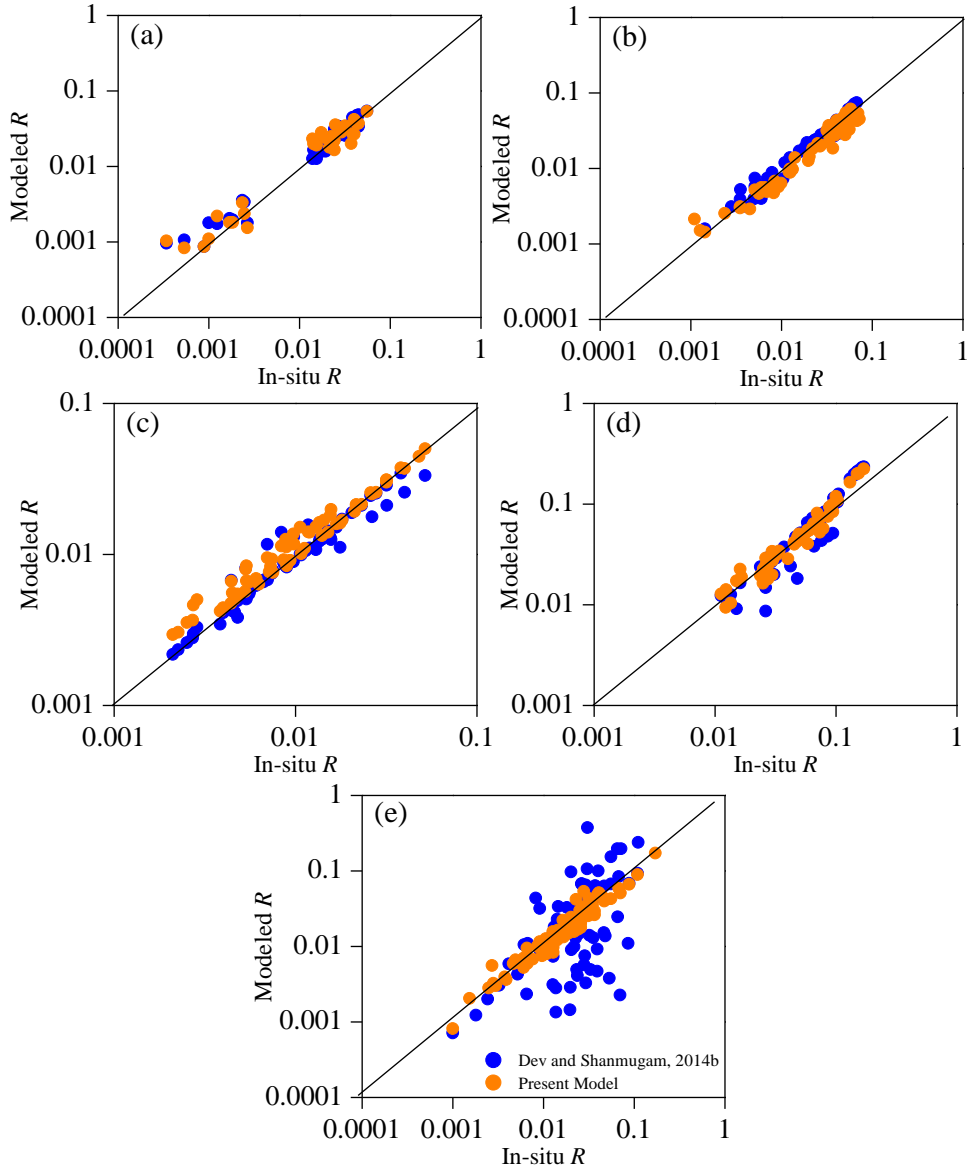 (a)
1
0.1
0.01
0.001
0.0001
Modeled R
0.0001 0.001 0.01 0.1 1
In-situ R
(b)
1
0.1
0.01
0.001
0.0001
Modeled R
0.0001 0.001 0.01 0.1 1
In-situ R
(c)
0.1
0.01
0.001
Modeled R
0.001 0.01 0.1
In-situ R
(d)
1
0.1
0.01
0.001
Modeled R
0.001 0.01 0.1 1
In-situ R
(e)
1
0.1
0.01
0.001
0.0001
Modeled R
Dev and Shanmugam, 2014b
Present Model
0.0001 0.001 0.01 0.1 1
In-situ R